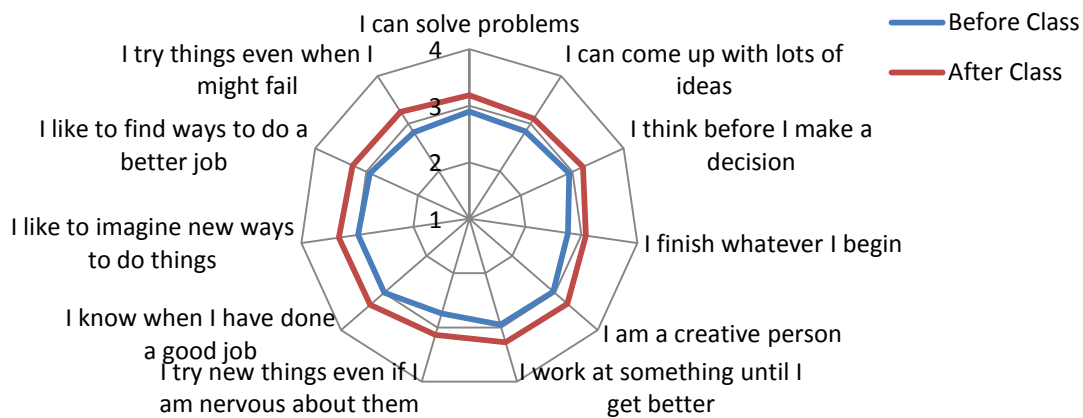 I can solve problems
I can come up with lots of
ideas
I think before I make a
decision
I finish whatever I begin
I am a creative person
I work at something until I
get better
I try new things even if I
am nervous about them
I know when I have done
a good job
I like to imagine new ways
to do things
I like to find ways to do a
better job
I try things even when I
might fail
4
3
2
1
Before Class
After Class